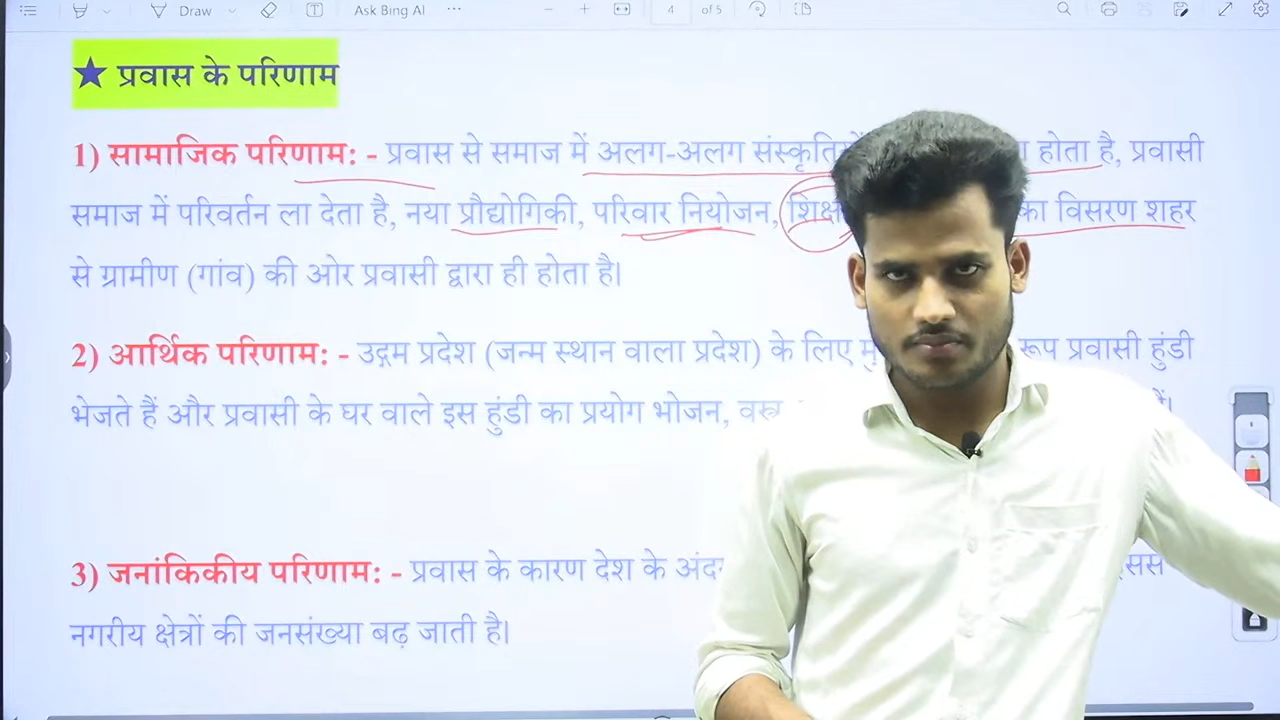 Draw
Ask Bing AI
4 of 5
★ प्रवास के परिणाम
1) सामाजिक परिणाम: - प्रवास से समाज में अलग-अलग होता है, प्रवासी
समाज में परिवर्तन ला देता है, नया प्रौद्योगिकी, परिवार नियोजन, का विसरण शहर
से ग्रामीण (गांव) की ओर प्रवासी द्वारा ही होता है।
2) आर्थिक परिणाम: - उद्गम प्रदेश (जन्म स्थान वाला प्रदेश) के लिए रूप प्रवासी हुंडी
भेजते हैं और प्रवासी के घर वाले इस हुंडी का प्रयोग भोजन,
3) जनांकिकीय परिणाम: - प्रवास के कारण देश के
नगरीय क्षेत्रों की जनसंख्या बढ़ जाती है।